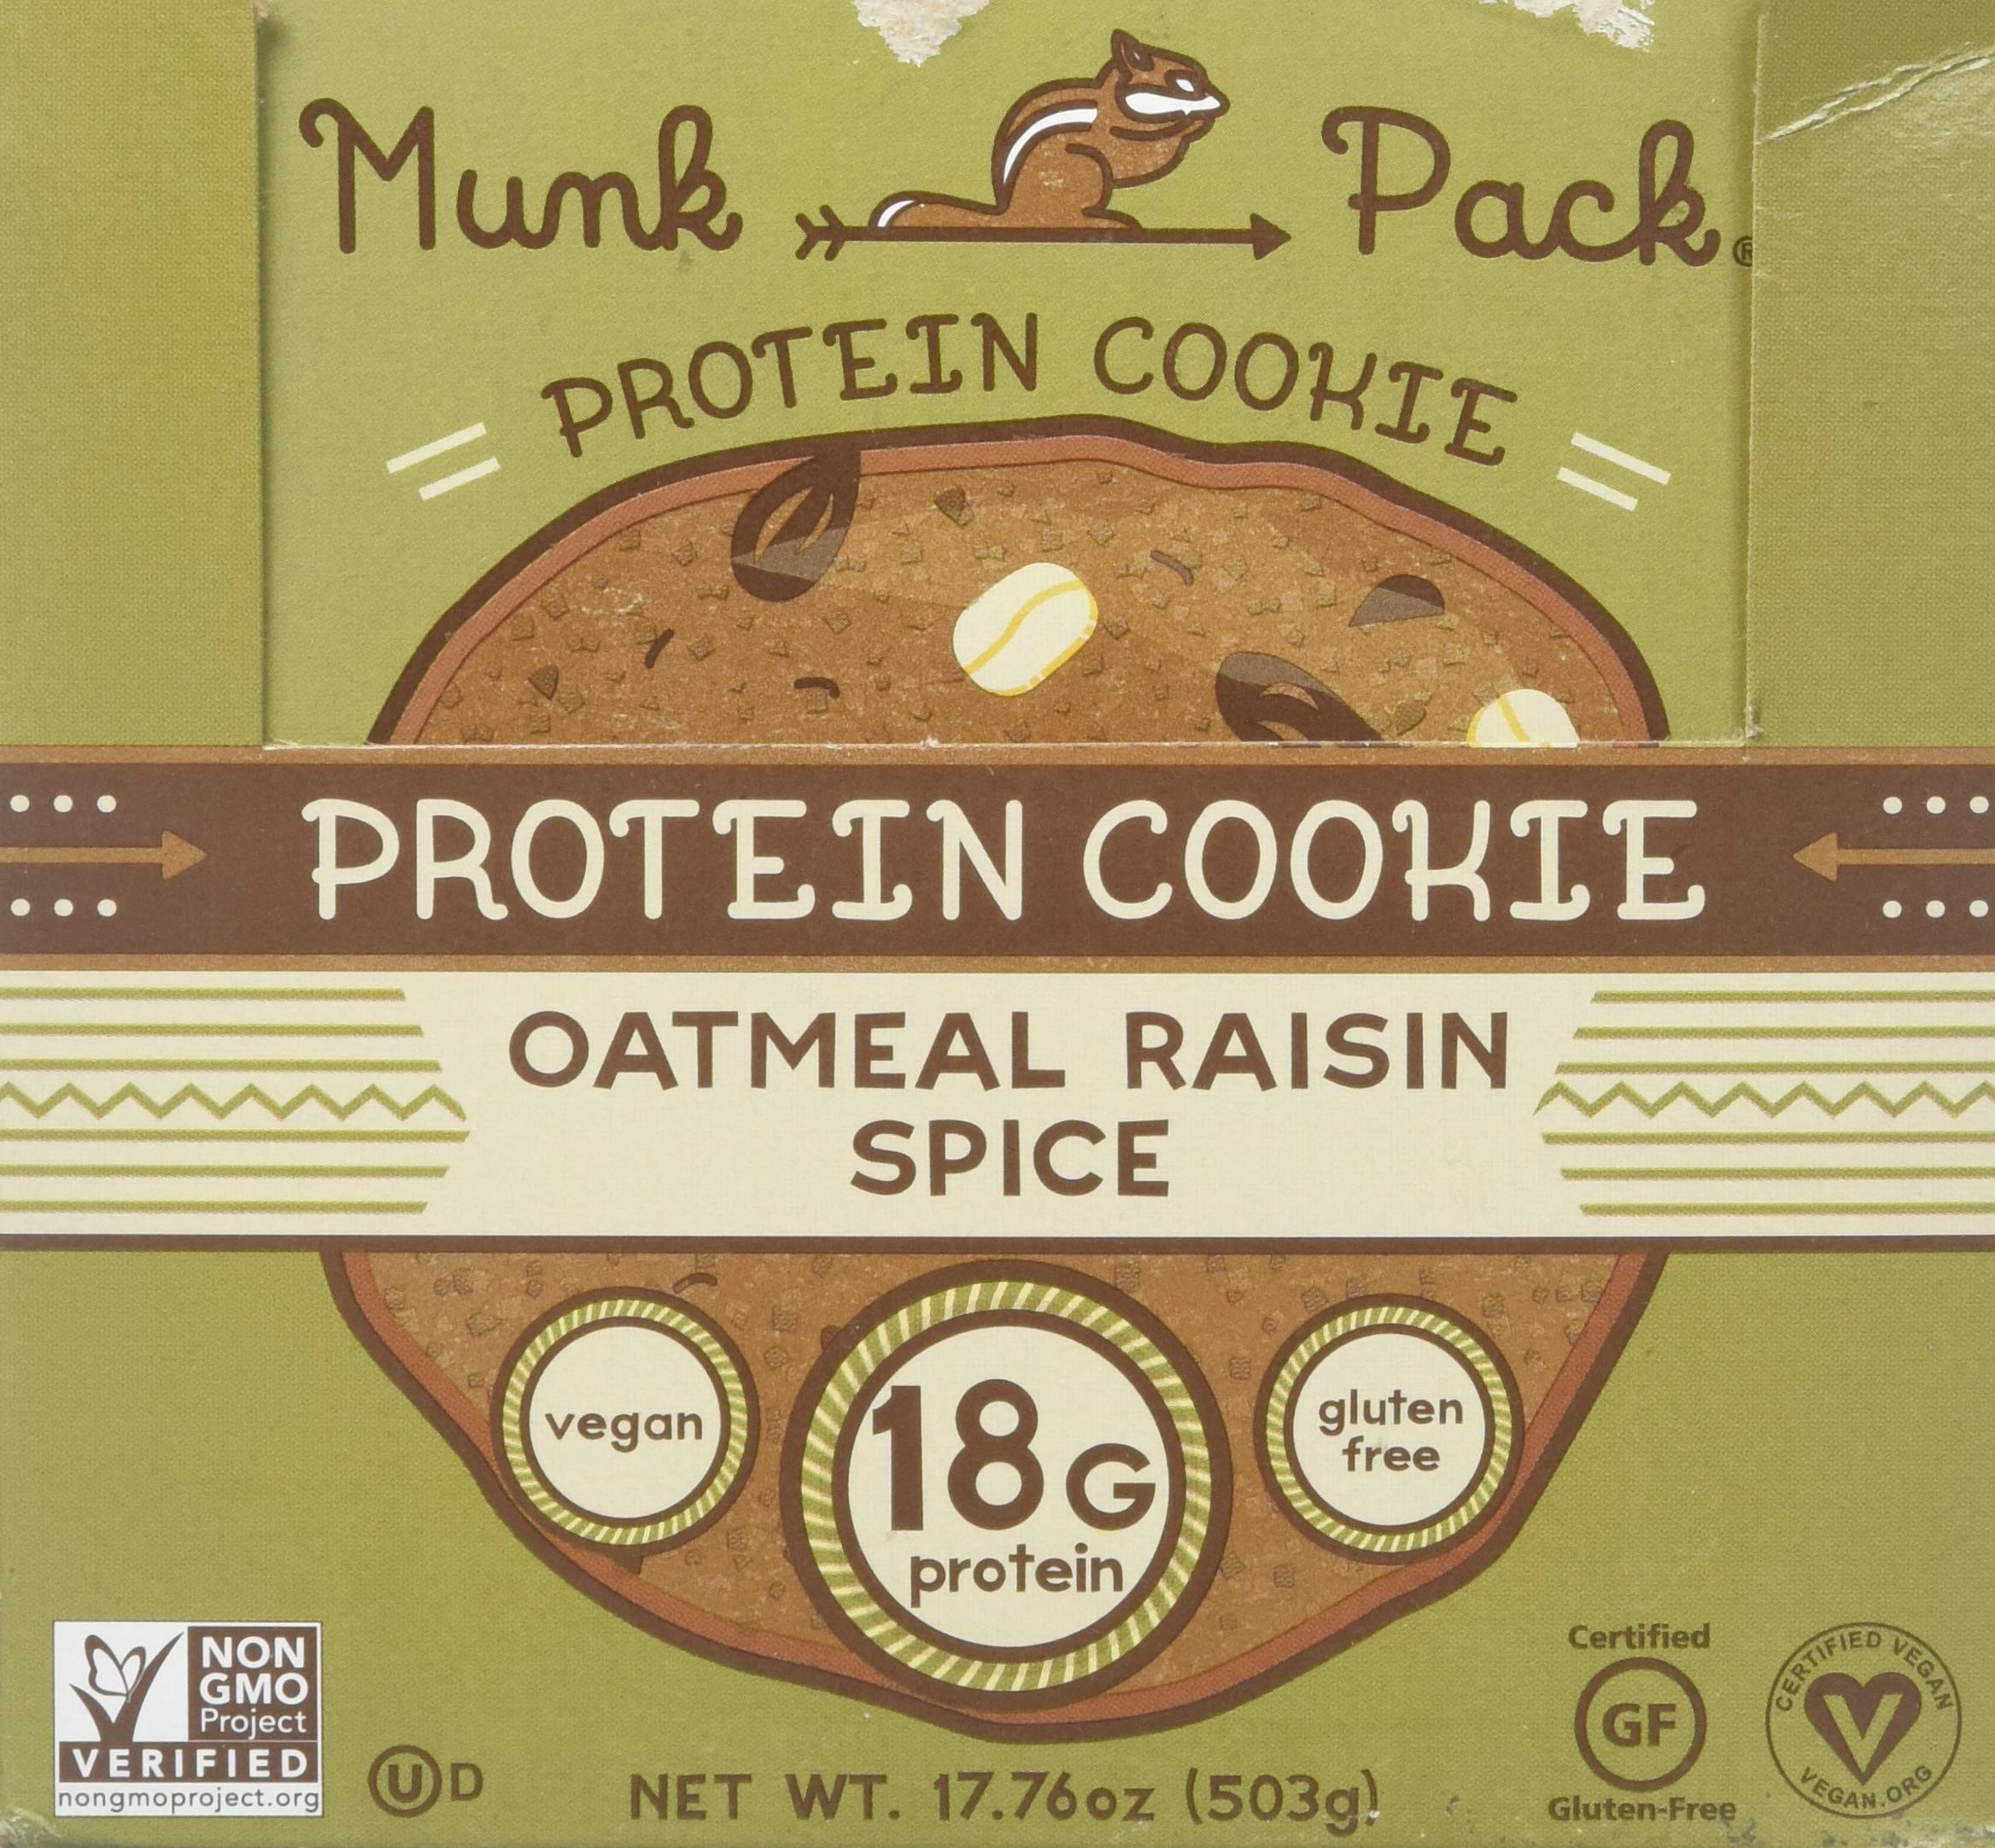 Munk Pack®
PROTEIN COOKIE
PROTEIN COOKIE
OATMEAL RAISIN
SPICE
vegan
18G
protein
gluten
free
NON
GMO
Project
VERIFIED
nongmoproject.org
U D
NET WT. 17.76oz (503g)
Certified
GF
Gluten-Free
CERTIFIED VEGAN
V
VEGAN.ORG